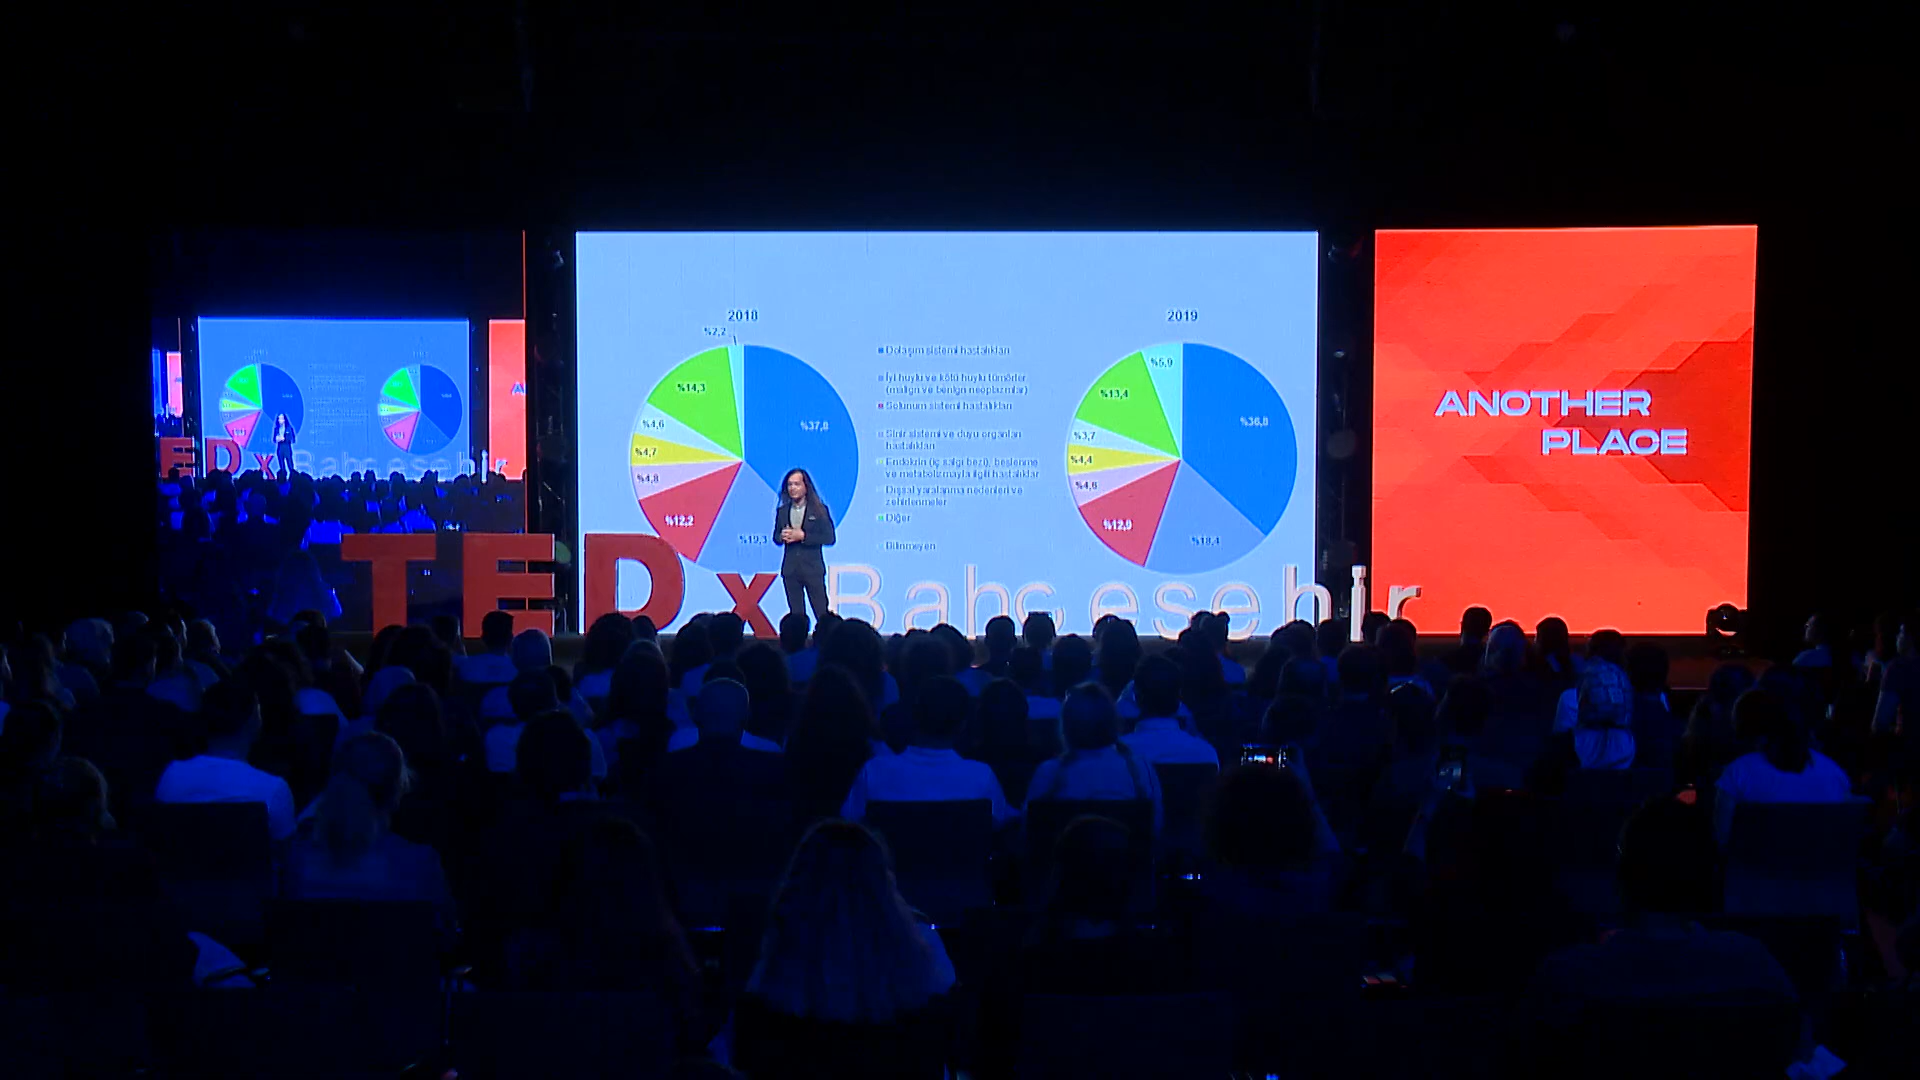 2018
2019
%2,2
%37,8
%19,3
%12,2
%4,8
%4,7
%4,6
%14,3
Dolaşım sistemi hastalıkları
İyi huylu ve kötü huylu tümörler
(malign ve benign neoplazmlar)
Solunum sistemi hastalıkları
Sinir sistemi ve duyu organları
hastalıkları
Endokrin (iç salgı bezi), beslenme
ve metabolizmayla ilgili hastalıklar
Dışsal yaralanma nedenleri ve
zehirlenmeler
Diğer
Bilinmeyen
%5,9
%36,8
%18,4
%12,9
%4,6
%4,4
%3,7
%13,4
ANOTHER
PLACE
TEDx Bahçeşehir